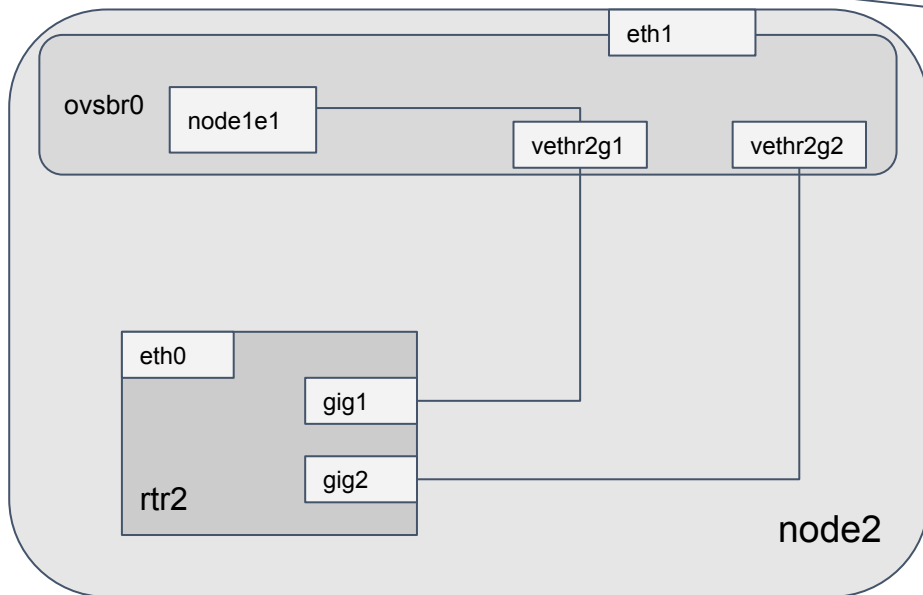 eth1
ovsbr0
node1e1
vethr2g1
vethr2g2
eth0
gig1
gig2
rtr2
node2